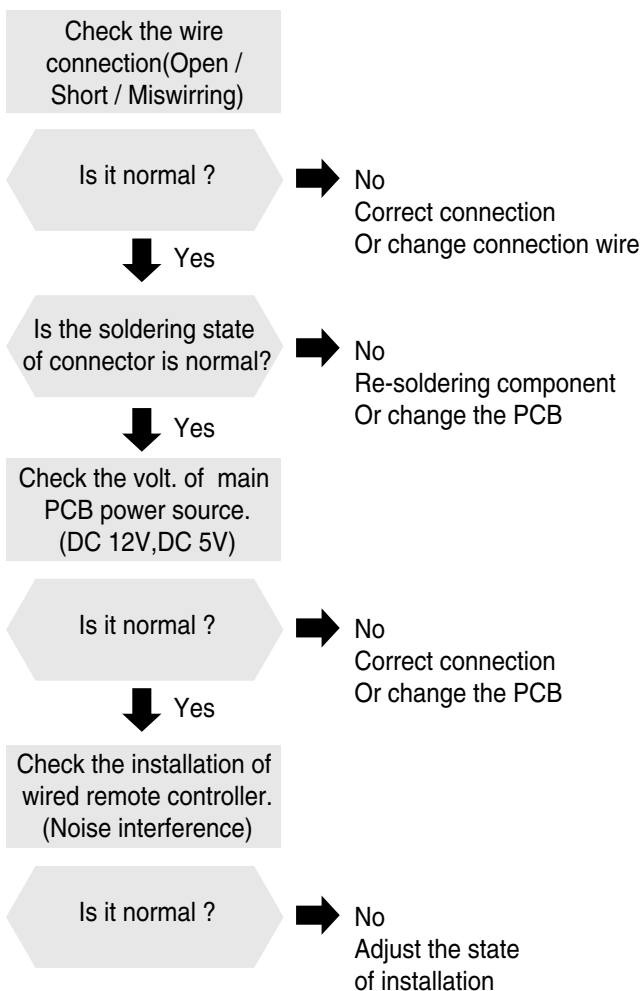 Check the wire
connection(Open /
Short / Miswirring)
Is it normal ?
No
Correct connection
Or change connection wire
Yes
Is the soldering state
of connector is normal?
No
Re-soldering component
Or change the PCB
Yes
Check the volt. of main
PCB power source.
(DC 12V,DC 5V)
Is it normal ?
No
Correct connection
Or change the PCB
Yes
Check the installation of
wired remote controller.
(Noise interference)
Is it normal ?
No
Adjust the state
of installation